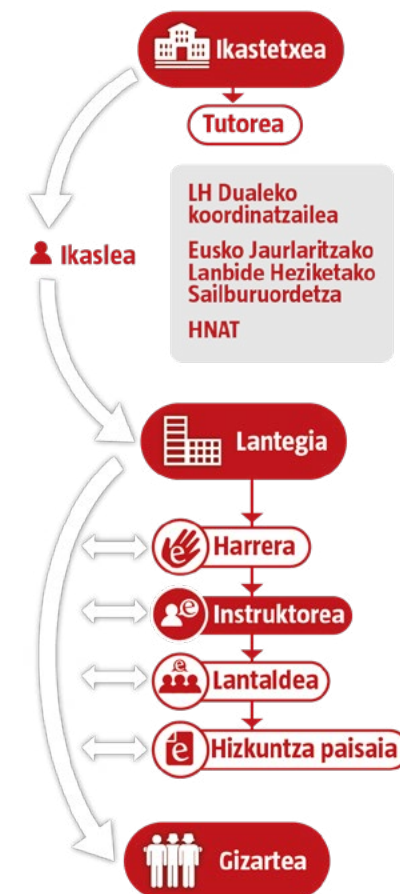 Ikastetxea
Tutorea
LH Dualeko
koordinatzailea
Eusko Jaurlaritzako
Lanbide Heziketako
Sailburuordetza
HNAT
Ikaslea
Lantegia
e Harrera
e Instruktorea
e Lantaldea
e Hizkuntza paisaia
Gizartea